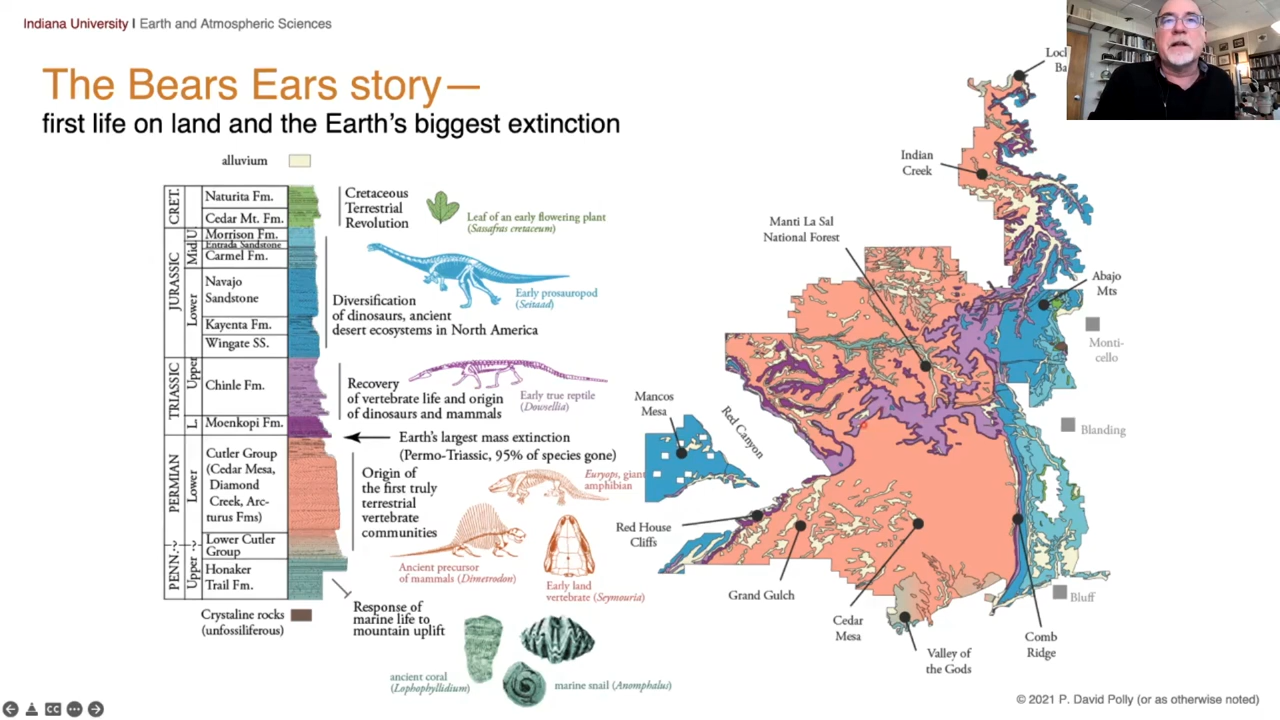 Indiana University | Earth and Atmospheric Sciences
The Bears Ears story—
first life on land and the Earth's biggest extinction
alluvium
CRET.
Naturita Fm.
Cedar Mt. Fm.
JURASSIC
U
Mid
Lower
Morrison Fm.
Entrada Sandstone
Carmel Fm.
Navajo
Sandstone
Kayenta Fm.
Wingate SS.
TRIASSIC
Upper
Chinle Fm.
L.
Moenkopi Fm.
PERMIAN
Lower
Cutler Group
(Cedar Mesa,
Diamond
Creek, Arc-
turus Fms)
-?-
-?-
Lower Cutler
Group
PENN.
Upper
Honaker
Trail Fm.
Crystaline rocks
(unfossiliferous)
Cretaceous
Terrestrial
Revolution
Leaf of an early flowering plant
(Sassafras cretaceum)
Early prosauropod
(Seitaad)
Diversification
of dinosaurs, ancient
desert ecosystems in North America
Recovery
of vertebrate life and origin
of dinosaurs and mammals
Early true reptile
(Dowsellia)
Earth's largest mass extinction
(Permo-Triassic, 95% of species gone)
Origin of
the first truly
terrestrial
vertebrate
communities
Euryops, giant
amphibian
Ancient precursor
of mammals (Dimetrodon)
Early land
vertebrate (Seymouria)
Response of
marine life to
mountain uplift
ancient coral
(Lophophyllidium)
marine snail (Anomphalus)
Locl
Ba
Indian
Creek
Manti La Sal
National Forest
Abajo
Mts
Monti-
cello
Mancos
Mesa
Red Canyon
Blanding
Red House
Cliffs
Grand Gulch
Cedar
Mesa
Valley of
the Gods
Comb
Ridge
Bluff
CC
© 2021 P. David Polly (or as otherwise noted)